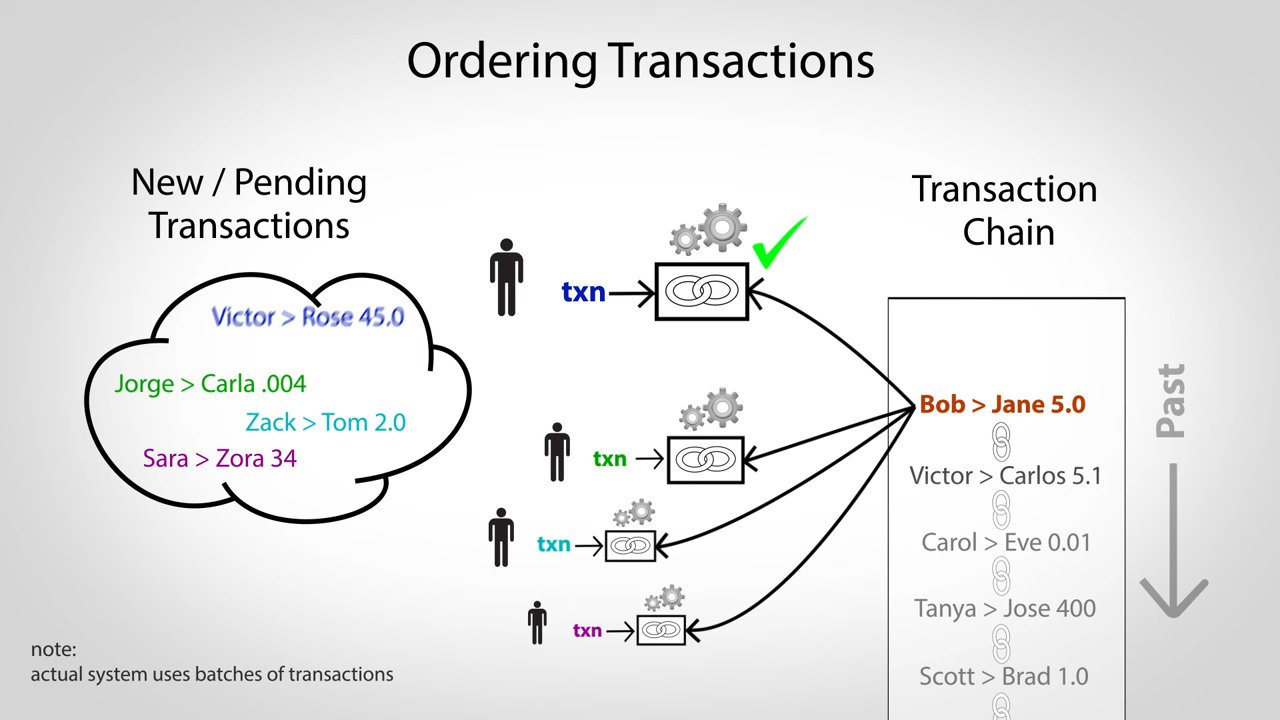 Ordering Transactions
New / Pending
Transactions
Victor > Rose 45.0
Jorge > Carla .004
Zack > Tom 2.0
Sara > Zora 34
txn
txn
txn
txn
Transaction
Chain
Bob > Jane 5.0
Victor > Carlos 5.1
Carol > Eve 0.01
Tanya > Jose 400
Scott > Brad 1.0
Past
note:
actual system uses batches of transactions